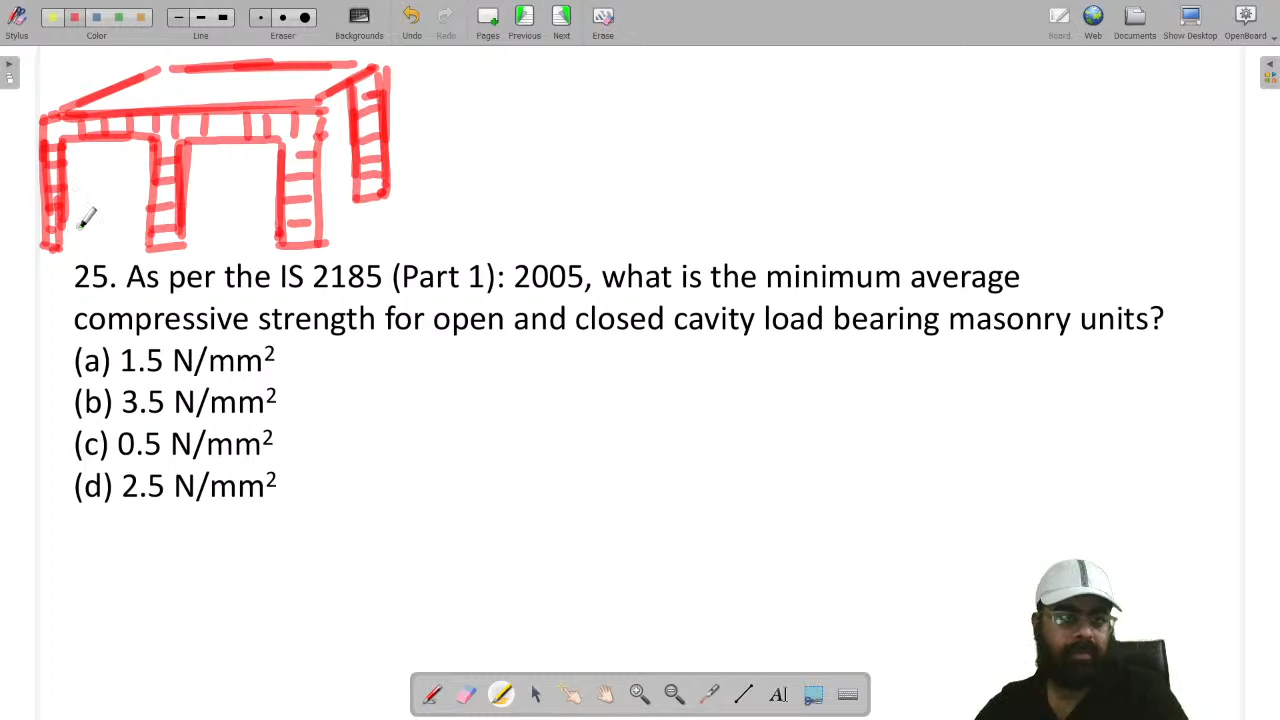 Stylus
Color
Line
Eraser
Backgrounds
Undo
Redo
Pages
Previous
Next
Erase
Board
Web
Documents
Show Desktop
OpenBoard
25. As per the IS 2185 (Part 1): 2005, what is the minimum average
compressive strength for open and closed cavity load bearing masonry units?
(a) 1.5 N/mm²
(b) 3.5 N/mm²
(c) 0.5 N/mm²
(d) 2.5 N/mm²
AI